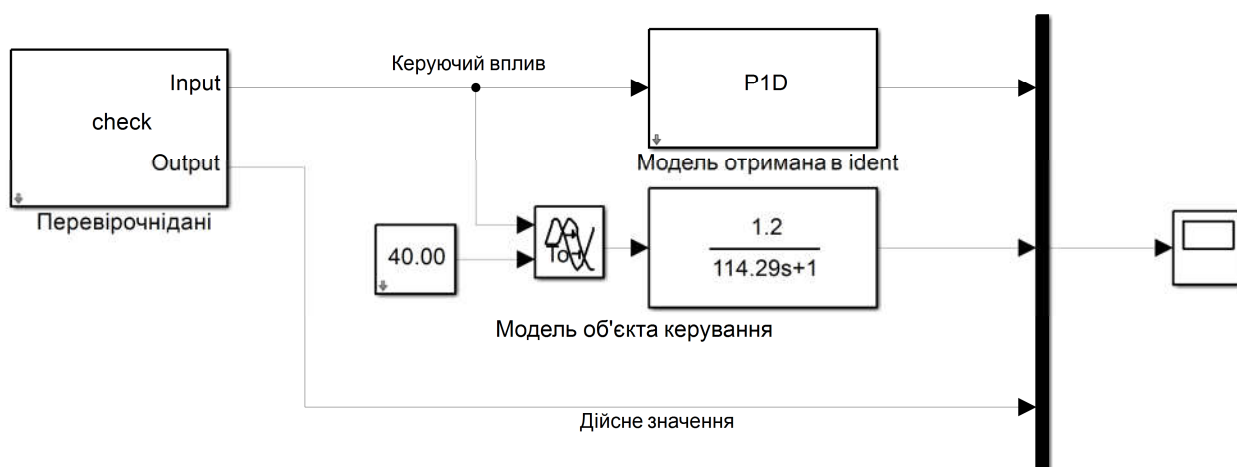 Input
check
Output
Перевірочнідані
Керуючий вплив
P1D
Модель отримана в ident
40.00
To
1.2
114.29s+1
Модель об'єкта керування
Дійсне значення